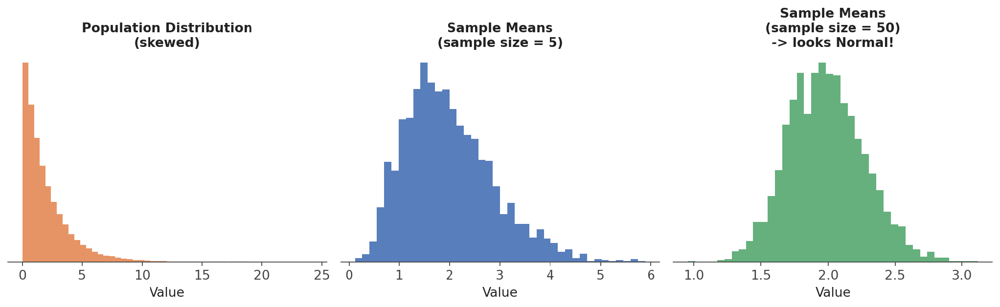 Population Distribution
(skewed)
0 5 10 15 20 25
Value
Sample Means
(sample size = 5)
0 1 2 3 4 5 6
Value
Sample Means
(sample size = 50)
-> looks Normal!
1.0 1.5 2.0 2.5 3.0
Value